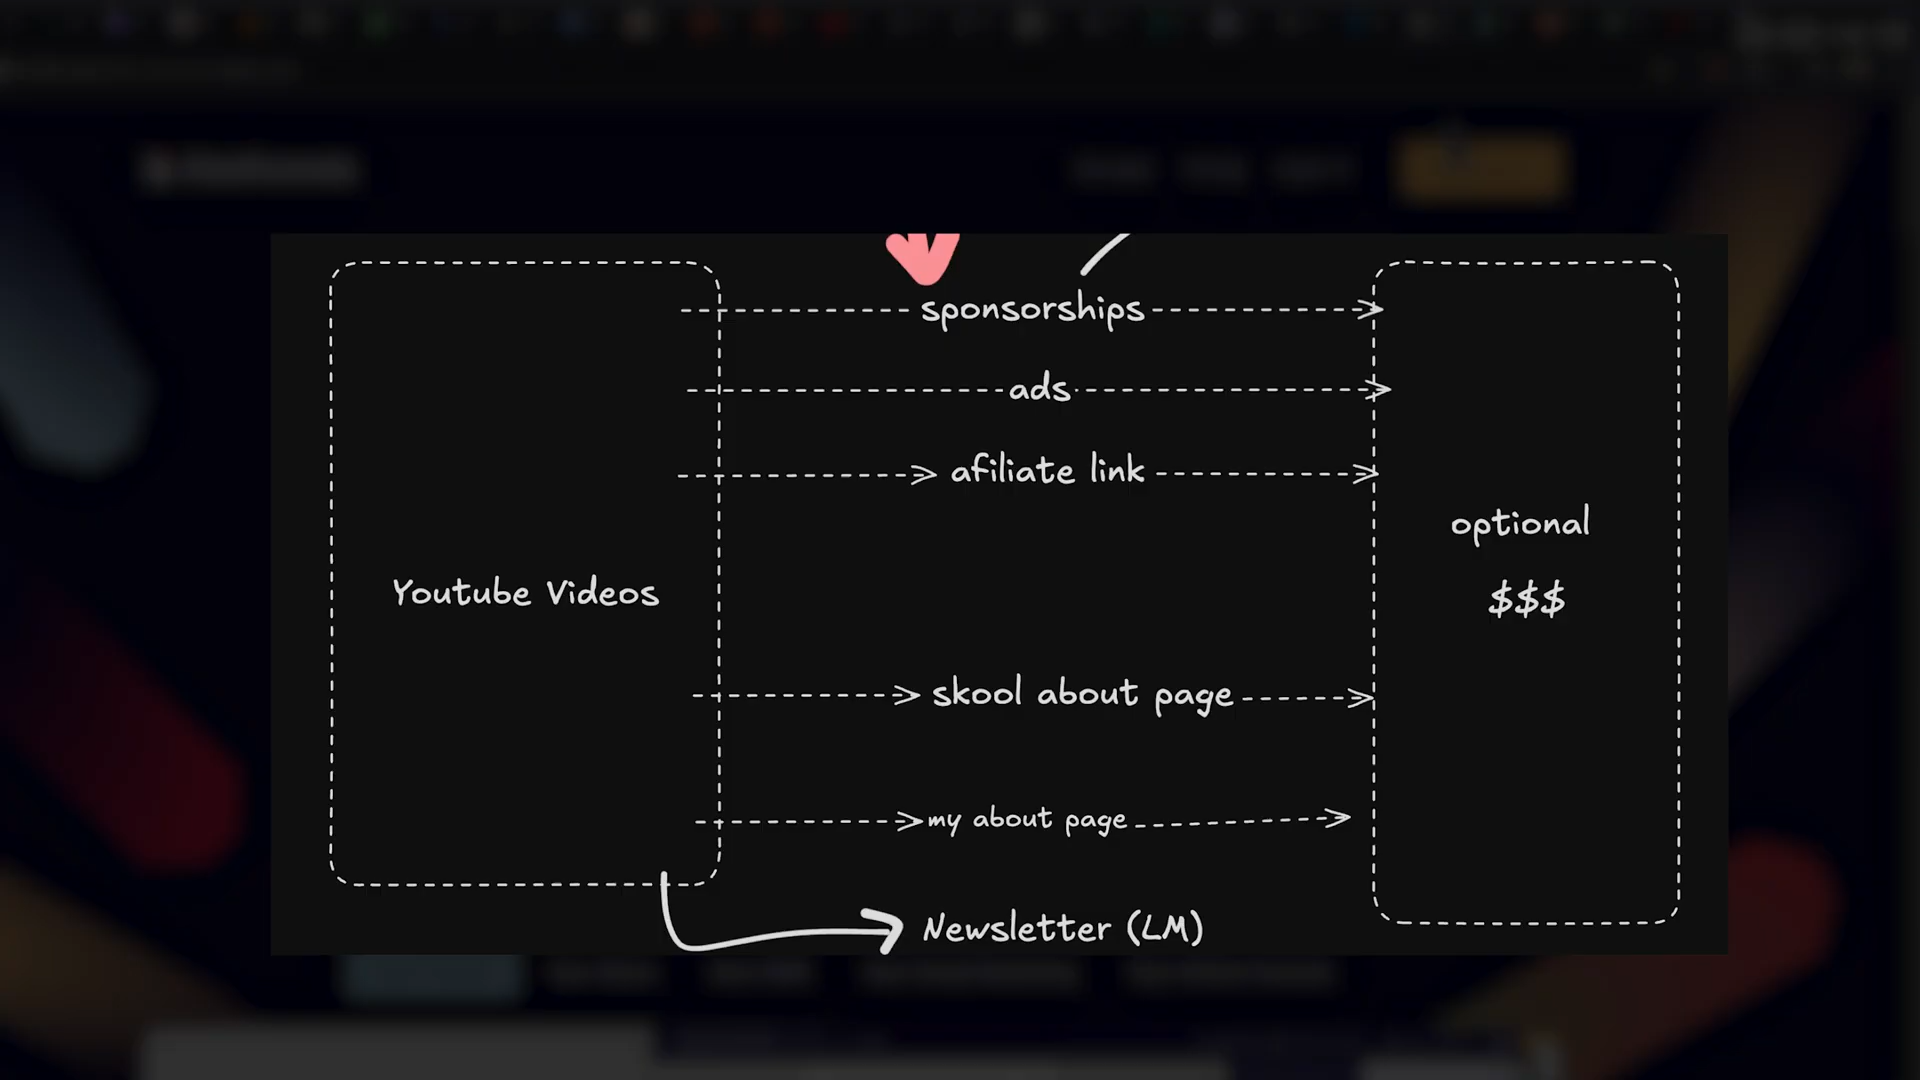 sponsorships
ads
afiliate link
optional
$$$
Youtube Videos
skool about page
my about page
Newsletter (LM)